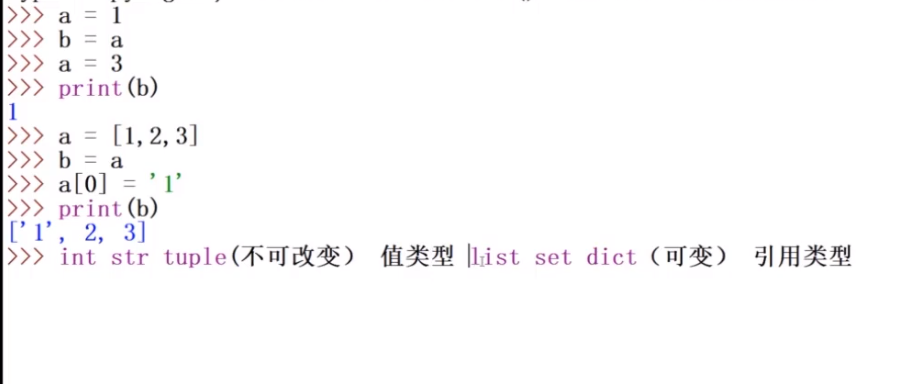 >>> a = 1
>>> b = a
>>> a = 3
>>> print(b)
1
>>> a = [1,2,3]
>>> b = a
>>> a[0] = '1'
>>> print(b)
['1', 2, 3]
>>> int str tuple(不可改变） 值类型 list set dict（可变） 引用类型